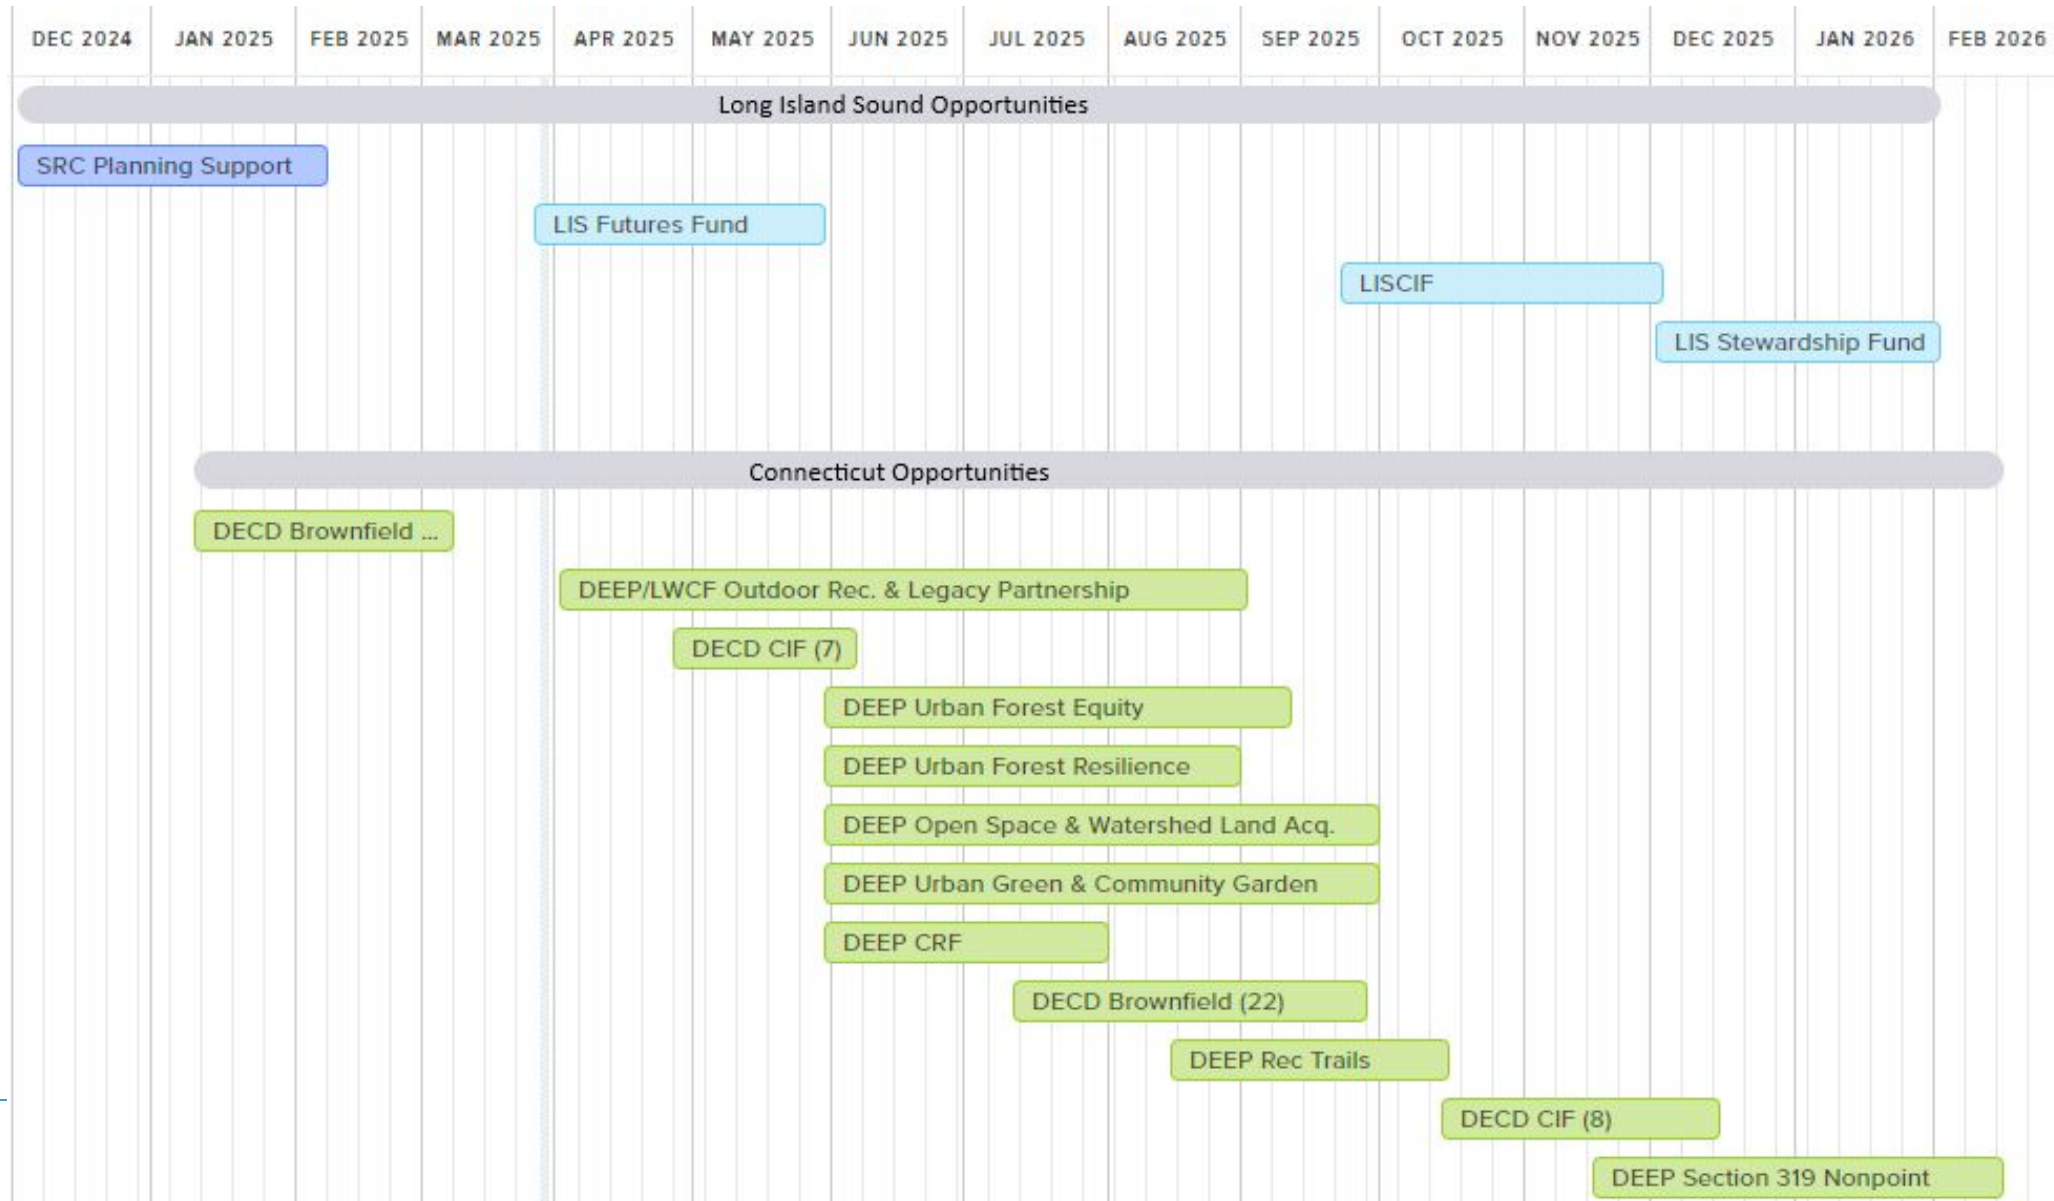 DEC 2024 JAN 2025 FEB 2025 MAR 2025 APR 2025 MAY 2025 JUN 2025 JUL 2025 AUG 2025 SEP 2025 OCT 2025 NOV 2025 DEC 2025 JAN 2026 FEB 2026
Long Island Sound Opportunities
SRC Planning Support
LIS Futures Fund
LISCIF
LIS Stewardship Fund
Connecticut Opportunities
DECD Brownfield ...
DEEP/LWCF Outdoor Rec. & Legacy Partnership
DECD CIF (7)
DEEP Urban Forest Equity
DEEP Urban Forest Resilience
DEEP Open Space & Watershed Land Acq.
DEEP Urban Green & Community Garden
DEEP CRF
DECD Brownfield (22)
DEEP Rec Trails
DECD CIF (8)
DEEP Section 319 Nonpoint